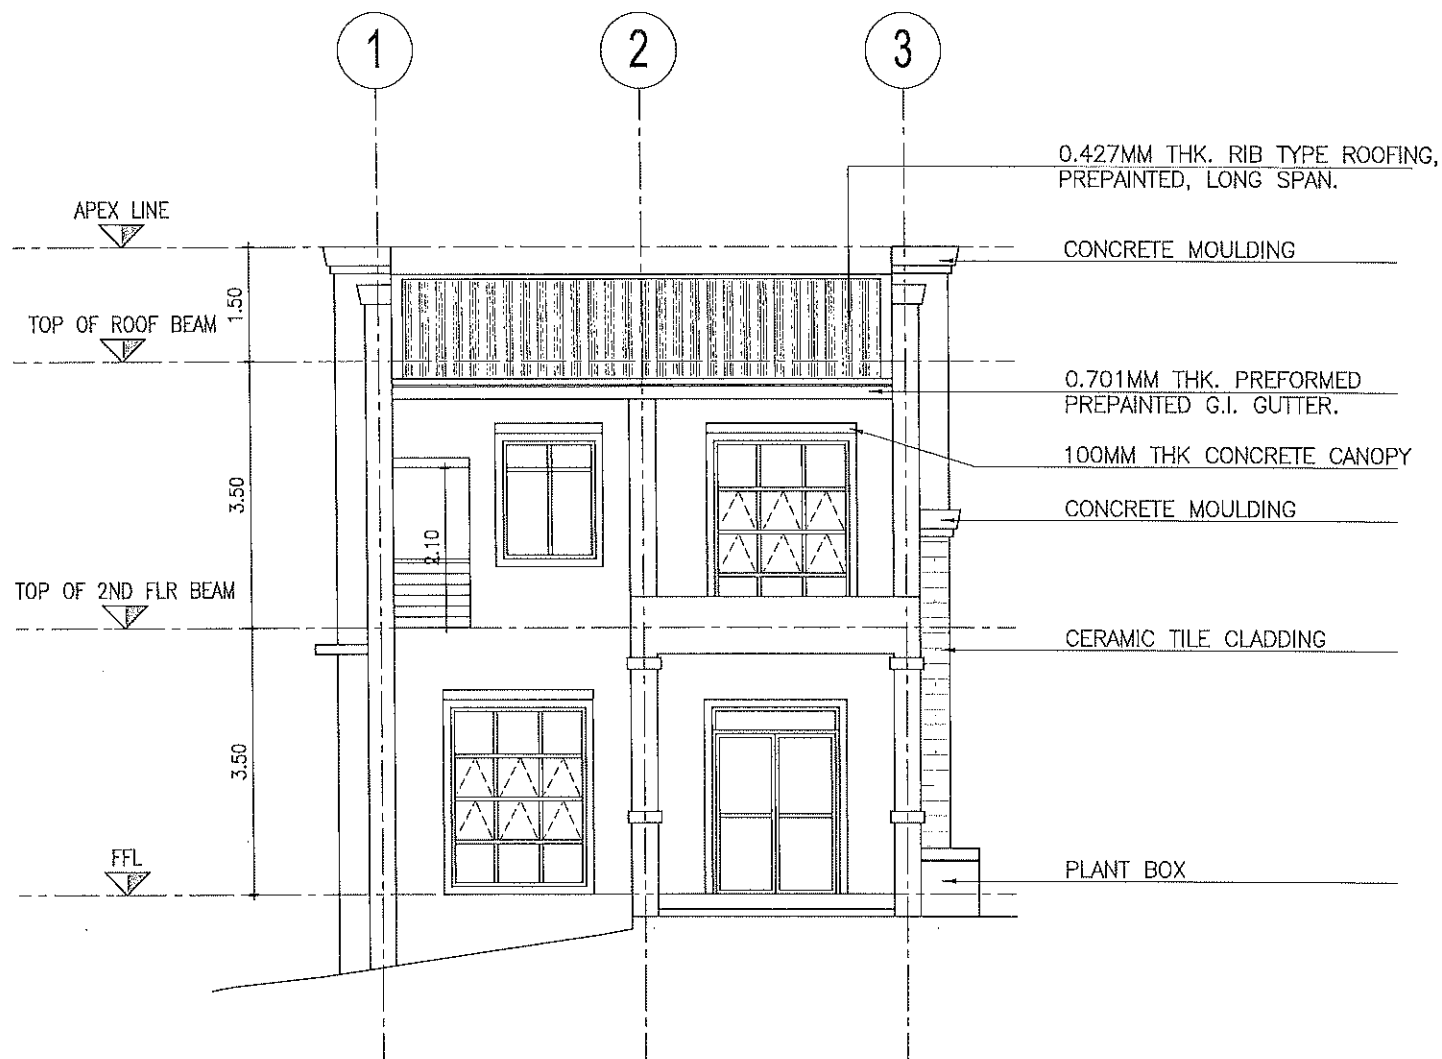 1
2
3
0.427MM THK. RIB TYPE ROOFING,
PREPAINTED, LONG SPAN.
APEX LINE
CONCRETE MOULDING
1.50
TOP OF ROOF BEAM
0.701MM THK. PREFORMED
PREPAINTED G.I. GUTTER.
100MM THK CONCRETE CANOPY
3.50
CONCRETE MOULDING
2.10
TOP OF 2ND FLR BEAM
CERAMIC TILE CLADDING
3.50
FFL
PLANT BOX